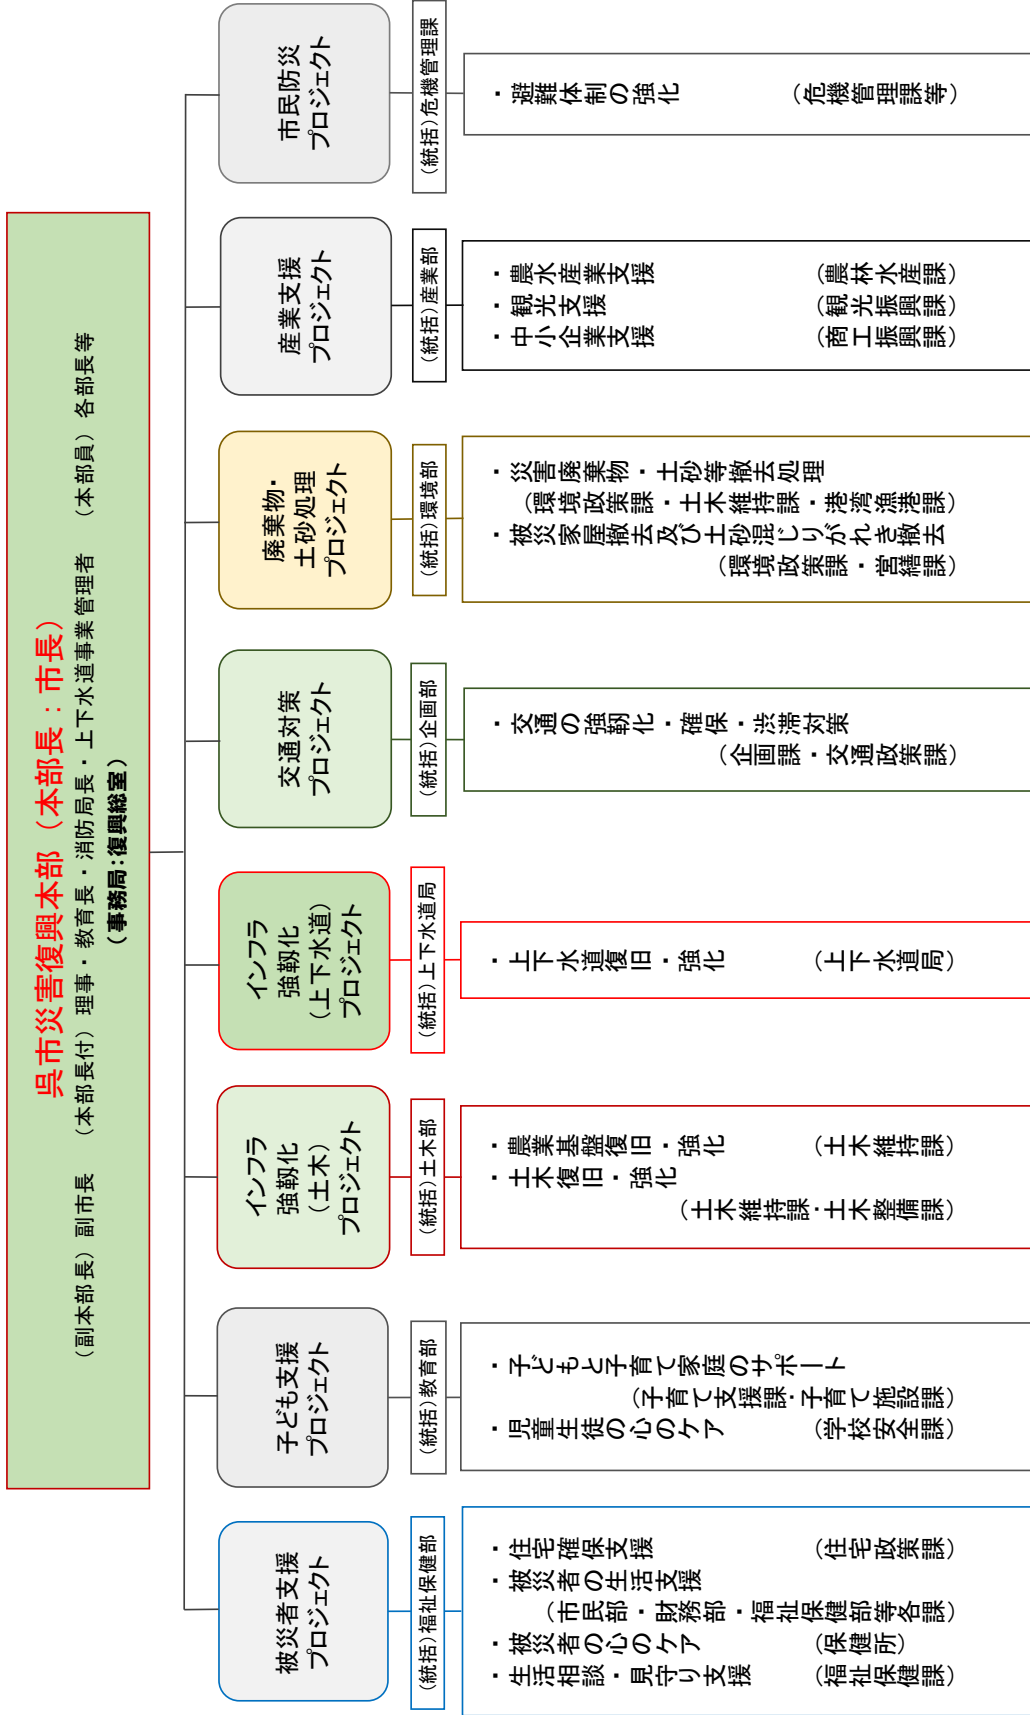 呉市災害復興本部（本部長：市長）
（副本部長）副市長　（本部長付）理事・教育長・消防局長・上下水道事業管理者　（本部員）各部長等
（事務局：復興総室）
被災者支援
プロジェクト
（統括）福祉保健部
・住宅確保支援　（住宅政策課）
・被災者の生活支援
（市民部・財務部・福祉保健部等各課）
・被災者の心のケア　（保健所）
・生活相談・見守り支援　（福祉保健課）
子ども支援
プロジェクト
（統括）教育部
・子どもと子育て家庭のサポート
（子育て支援課・子育て施設課）
・児童生徒の心のケア　（学校安全課）
インフラ
強靱化
（土木）
プロジェクト
（統括）土木部
・農業基盤復旧・強化　（土木維持課）
・土木復旧・強化
（土木維持課・土木整備課）
インフラ
強靱化
（上下水道）
プロジェクト
（統括）上下水道局
・上下水道復旧・強化　（上下水道局）
交通対策
プロジェクト
（統括）企画部
・交通の強靱化・確保・渋滞対策
（企画課・交通政策課）
廃棄物・
土砂処理
プロジェクト
（統括）環境部
・災害廃棄物・土砂等撤去処理
（環境政策課・土木維持課・港湾漁港課）
・被災家屋撤去及び土砂混じりがれき撤去
（環境政策課・営繕課）
産業支援
プロジェクト
（統括）産業部
・農水産業支援　（農林水産課）
・観光支援　（観光振興課）
・中小企業支援　（商工振興課）
市民防災
プロジェクト
（統括）危機管理課
・避難体制の強化　（危機管理課等）